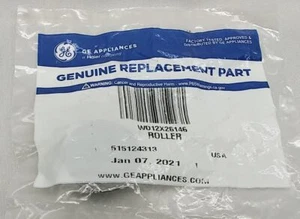 GE APPLIANCES
a Haier company
FACTORY TESTED, APPROVED &
DISTRIBUTED BY GE APPLIANCES
GENUINE REPLACEMENT PART
WARNING: Cancer and Reproductive Harm - www.P65Warnings.ca.gov
WD12X26146
ROLLER
515124313
Jan 07, 2021
USA
WWW.GEAPPLIANCES.COM